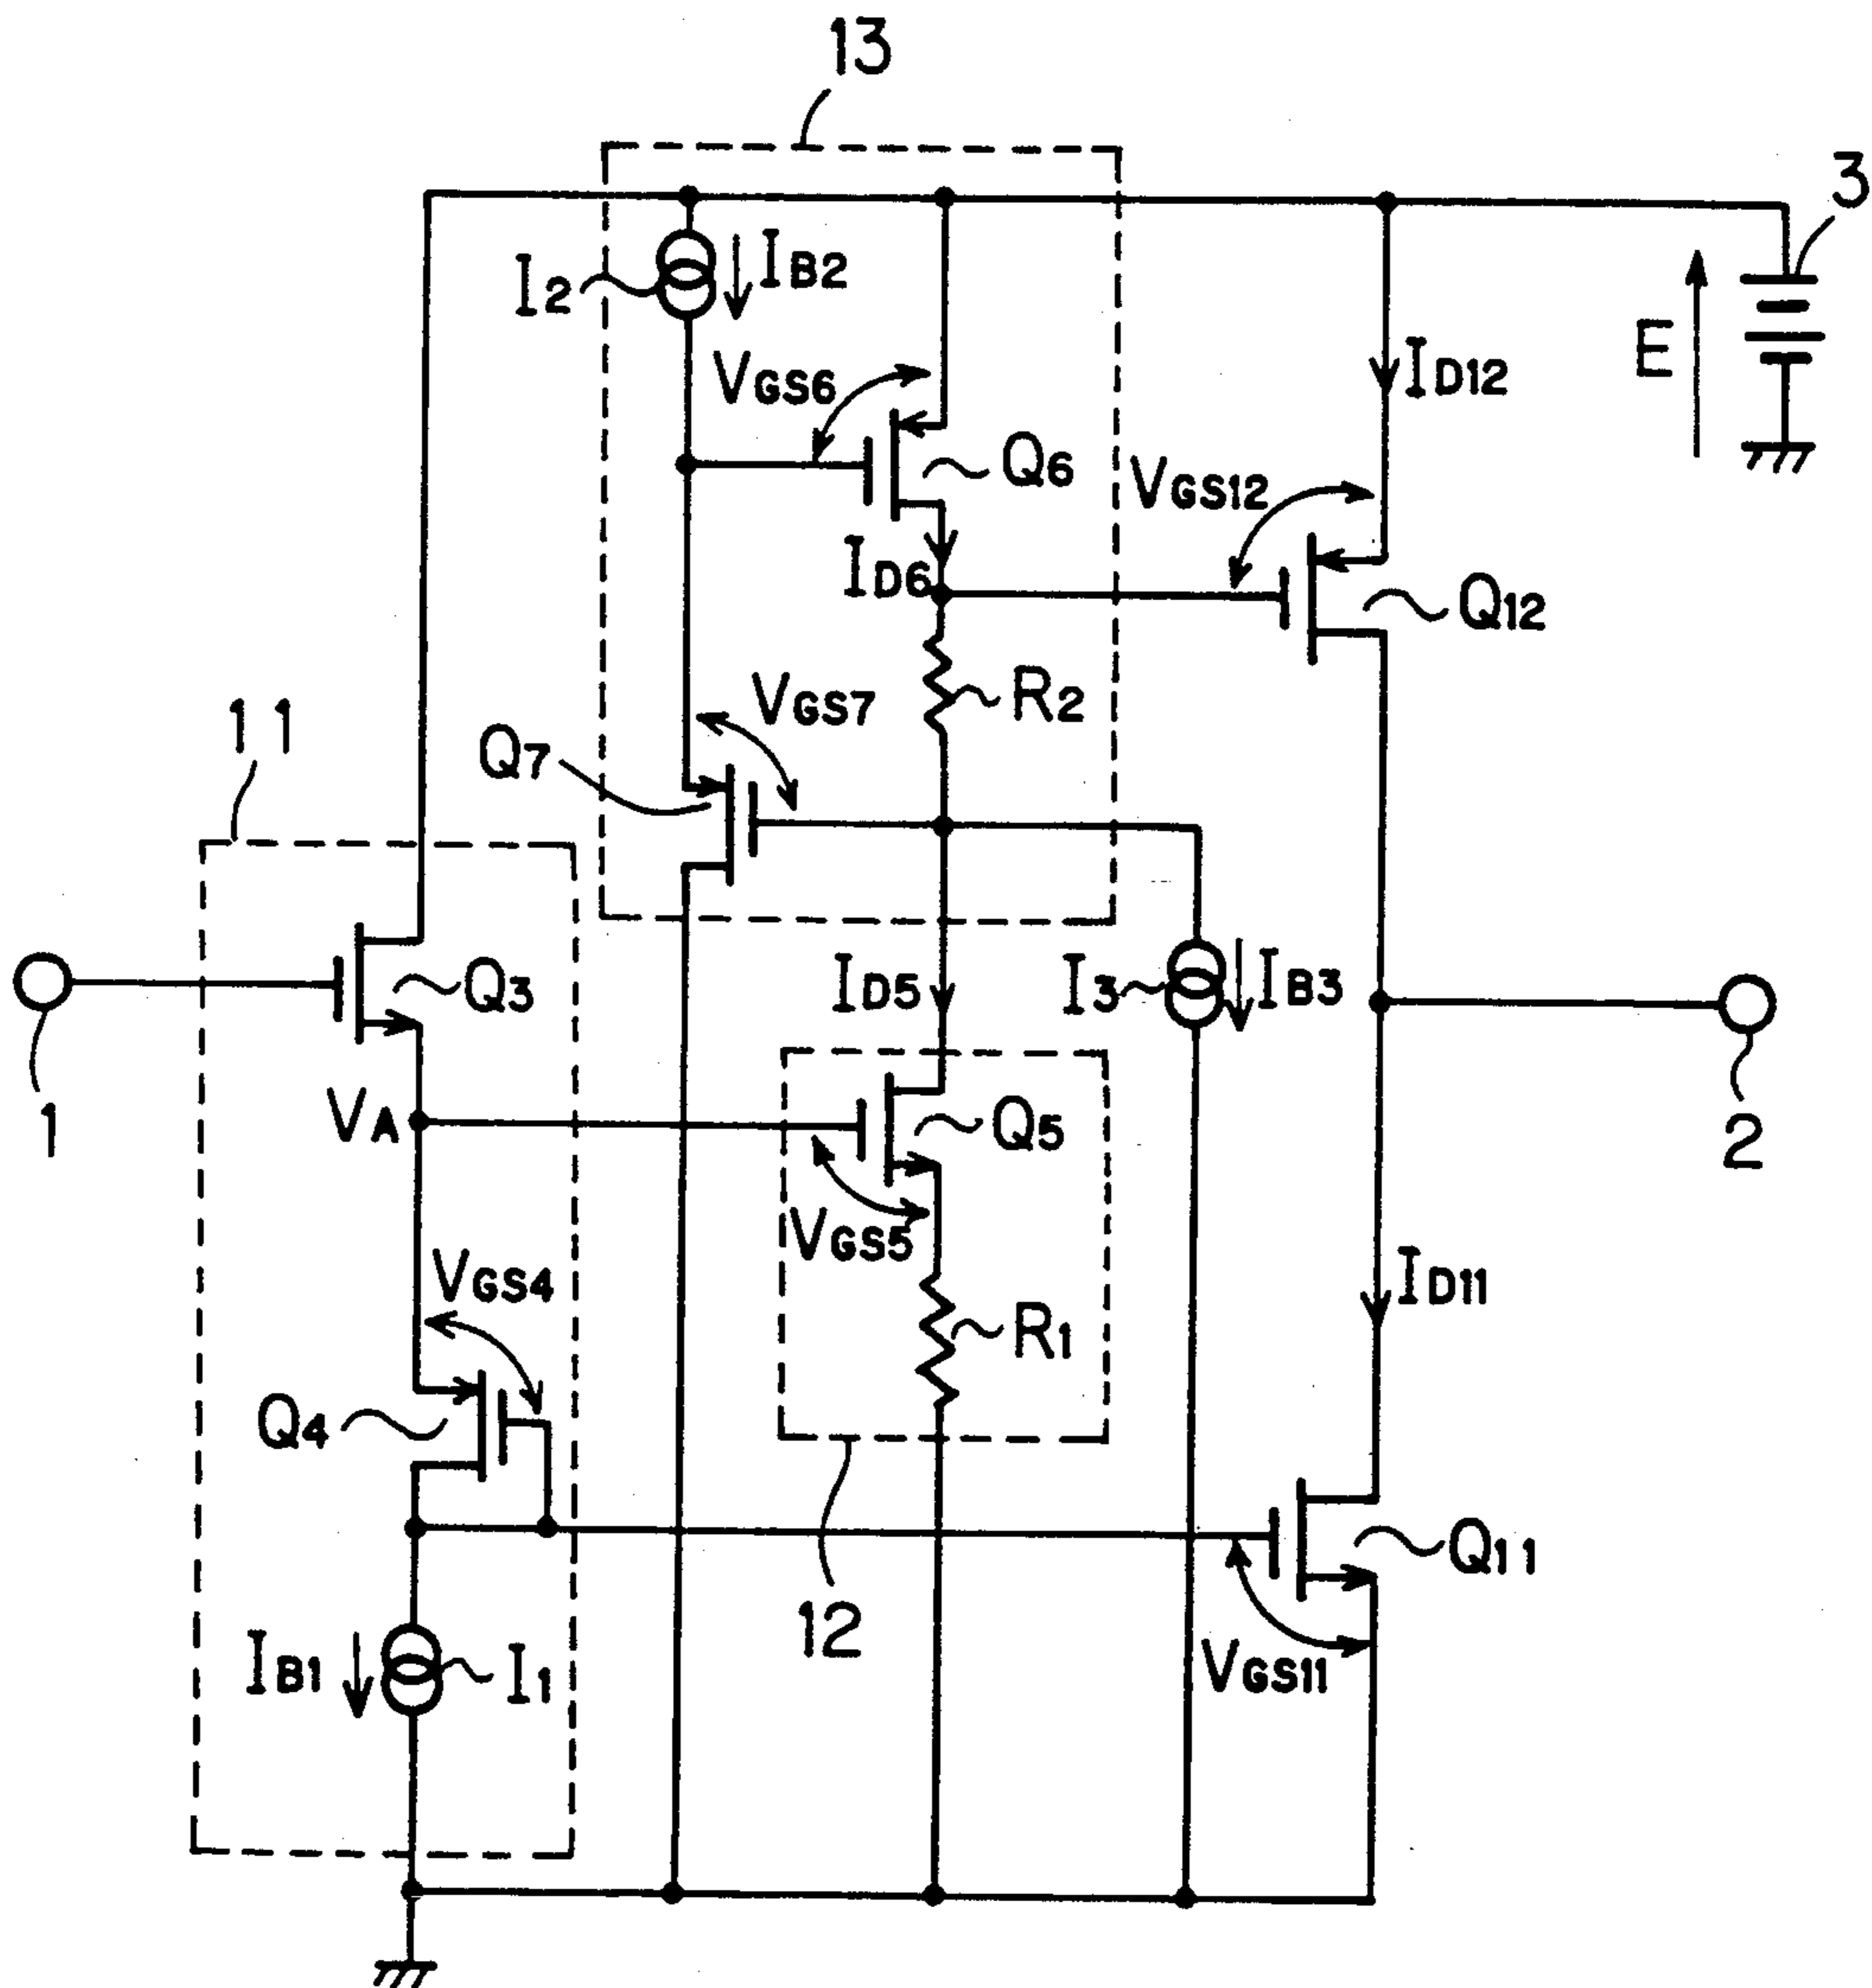 13
3
I2
IB2
VGS6
E
ID12
Q6
VGS12
ID6
Q12
R2
VGS7
11
Q7
Q3
ID5
I3
IB3
1
VA
Q5
2
VGS5
VGS4
ID11
R1
Q4
Q11
12
IB1
I1
VGS11